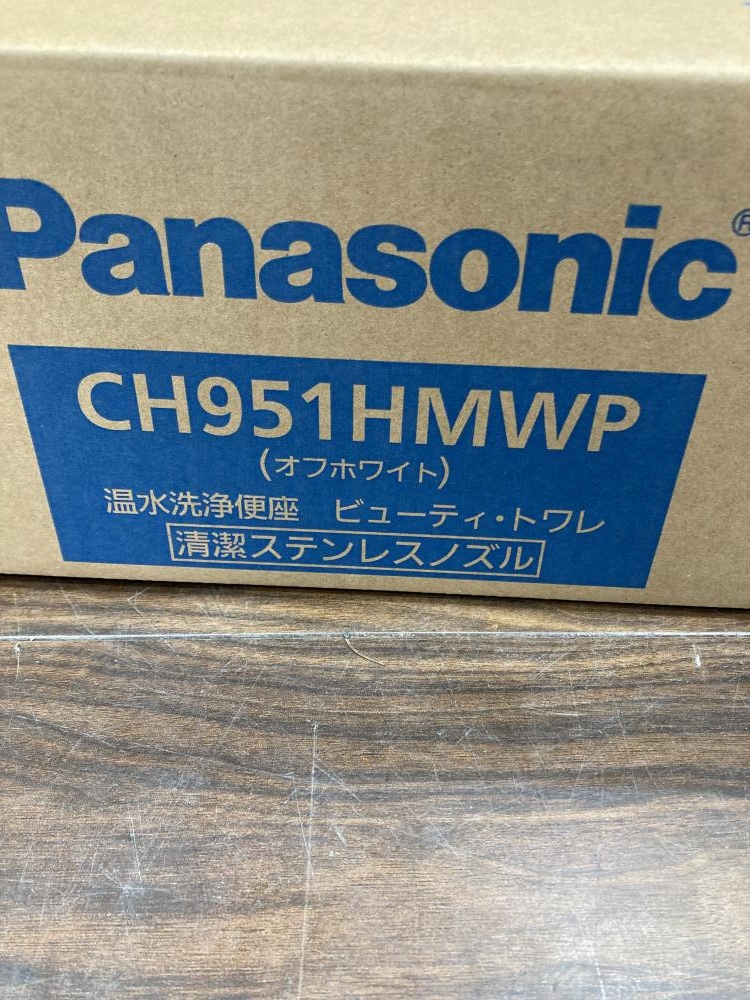 Panasonic®
CH951HMWP
(オフホワイト)
温水洗浄便座 ビューティ・トワレ
清潔ステンレスノズル